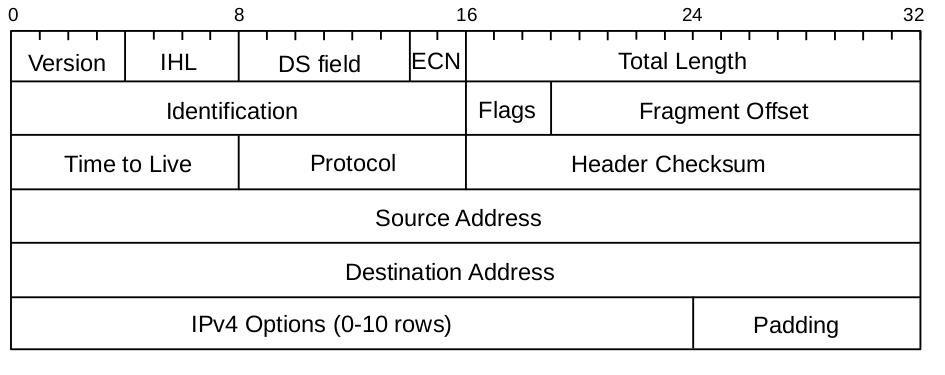 0 8 16 24 32
Version IHL DS field ECN Total Length
Identification Flags Fragment Offset
Time to Live Protocol Header Checksum
Source Address
Destination Address
IPv4 Options (0-10 rows) Padding